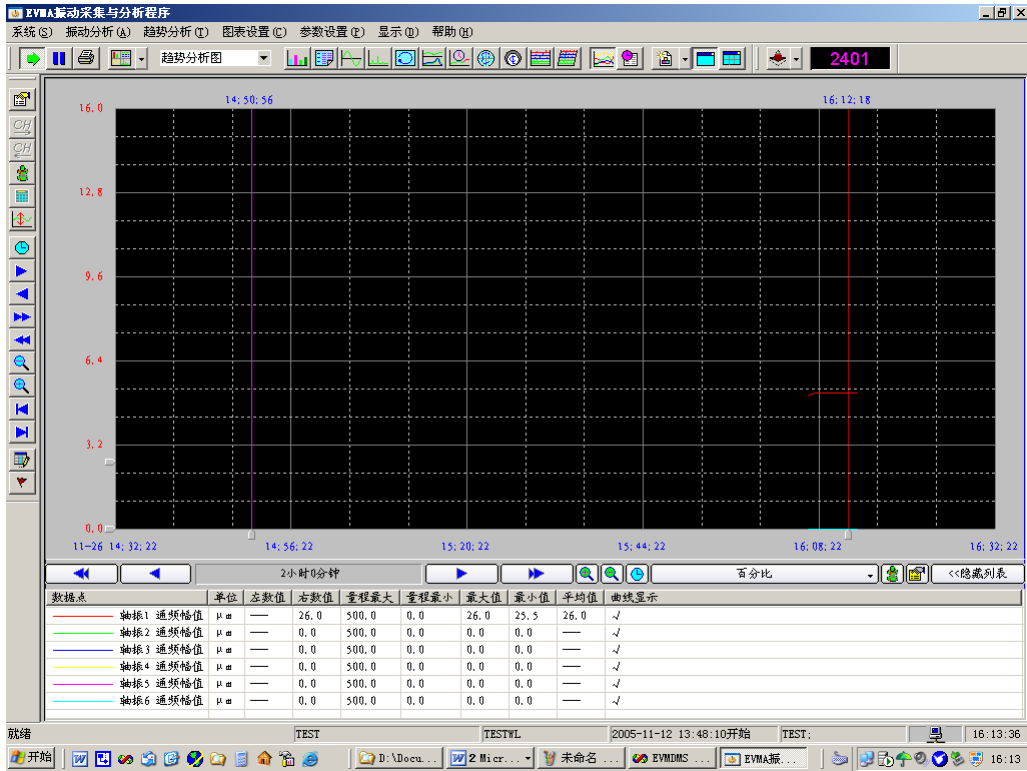 EVMA振动采集与分析程序
系统(S) 振动分析(A) 趋势分析(T) 图表设置(C) 参数设置(P) 显示(D) 帮助(H)
趋势分析图 2401
CH
CH
14;50;56 16;12;18
16.0
12.8
9.6
6.4
3.2
0.0
11-26 14;32;22 14;56;22 15;20;22 15;44;22 16;08;22 16;32;22
2小时0分钟 百分比 <<隐藏列表
数据点 单位 左数值 右数值 量程最大 量程最小 最大值 最小值 平均值 曲线显示
轴振1 通频幅值 μm —— 26.0 500.0 0.0 26.0 25.5 26.0 √
轴振2 通频幅值 μm —— 0.0 500.0 0.0 0.0 0.0 —— √
轴振3 通频幅值 μm —— 0.0 500.0 0.0 0.0 0.0 —— √
轴振4 通频幅值 μm —— 0.0 500.0 0.0 0.0 0.0 —— √
轴振5 通频幅值 μm —— 0.0 500.0 0.0 0.0 0.0 —— √
轴振6 通频幅值 μm —— 0.0 500.0 0.0 0.0 0.0 —— √
就绪 TEST TESTWL 2005-11-12 13:48:10开始 TEST: 16:13:36
开始 D:\Docu... 2 Micr... 未命名 ... EVMDMS ... EVMA振... 16:13